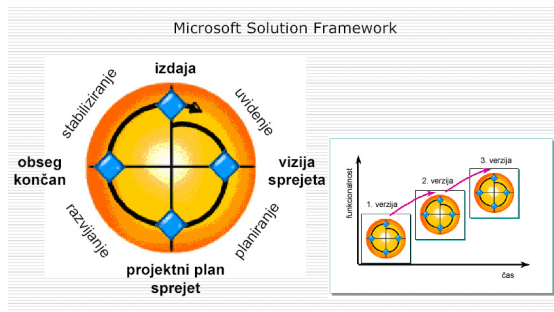 Microsoft Solution Framework
izdaja
stabiliziranje
uvidenje
obseg
končan
vizija
sprejeta
razvijanje
planiranje
projektni plan
sprejet
funkcionalnost
1. verzija
2. verzija
3. verzija
čas